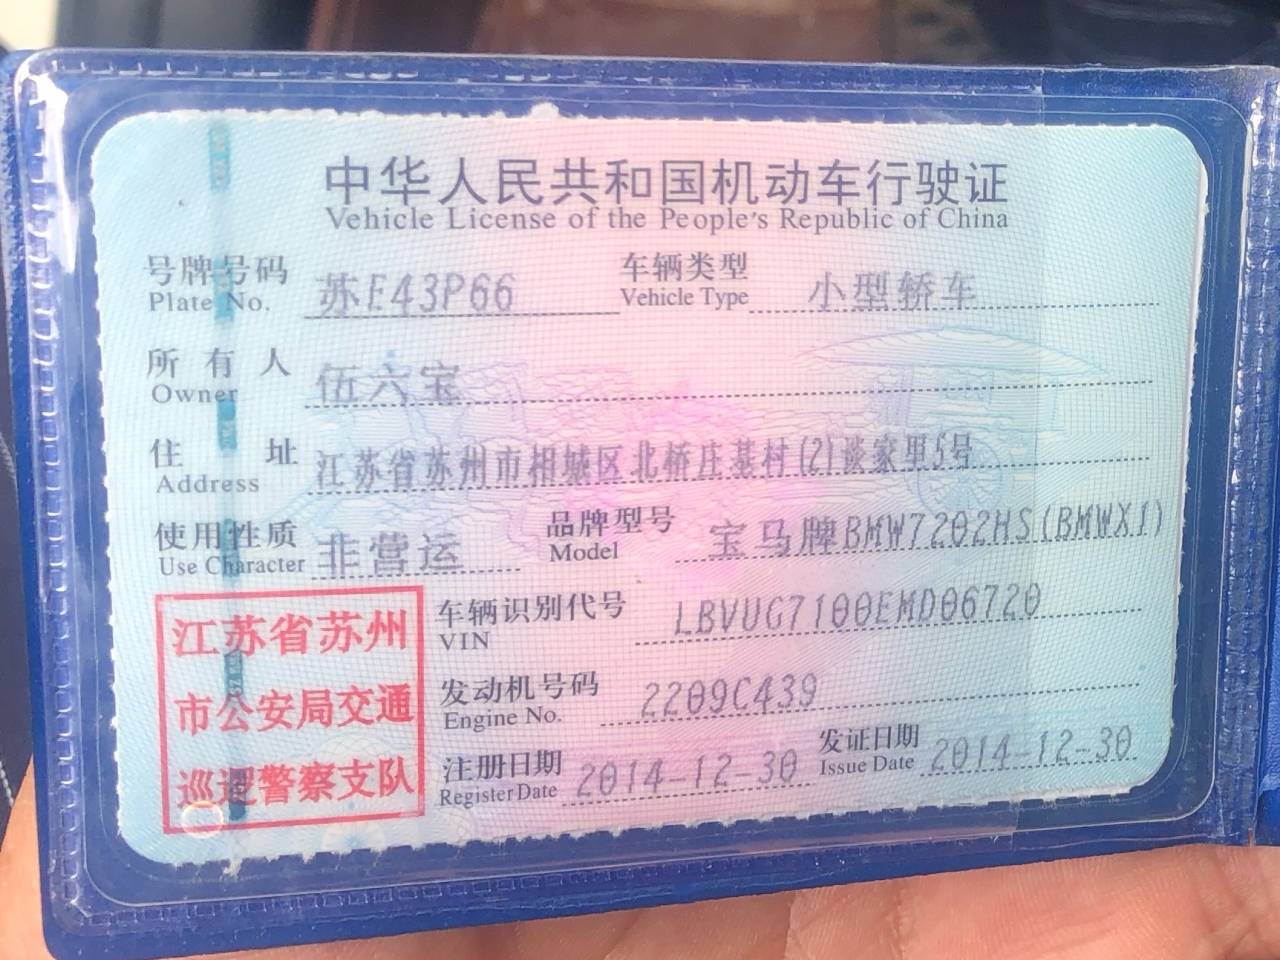 中华人民共和国机动车行驶证
Vehicle License of the People's Republic of China
号牌号码 苏E43P66 车辆类型 小型轿车
Plate No. Vehicle Type
所有人 伍六宝
Owner
住址 江苏省苏州市相城区北桥庄基村(2)谈家里5号
Address
使用性质 非营运 品牌型号 宝马牌BMW7202HS(BMWX1)
Use Character Model
江苏省苏州
市公安局交通
巡逻警察支队
车辆识别代号 LBVUG7100EMD06720
VIN
发动机号码 2209C439
Engine No.
注册日期 2014-12-30 发证日期 2014-12-30
Register Date Issue Date